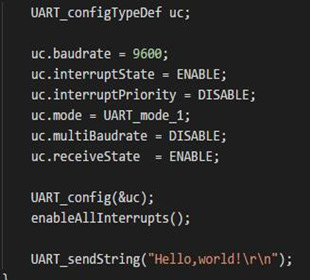 UART_configTypeDef uc;
uc.baudrate = 9600;
uc.interruptState = ENABLE;
uc.interruptPriority = DISABLE;
uc.mode = UART_mode_1;
uc.multiBaudrate = DISABLE;
uc.receiveState  = ENABLE;
UART_config(&uc);
enableAllInterrupts();
UART_sendString("Hello,world!\r\n");
}